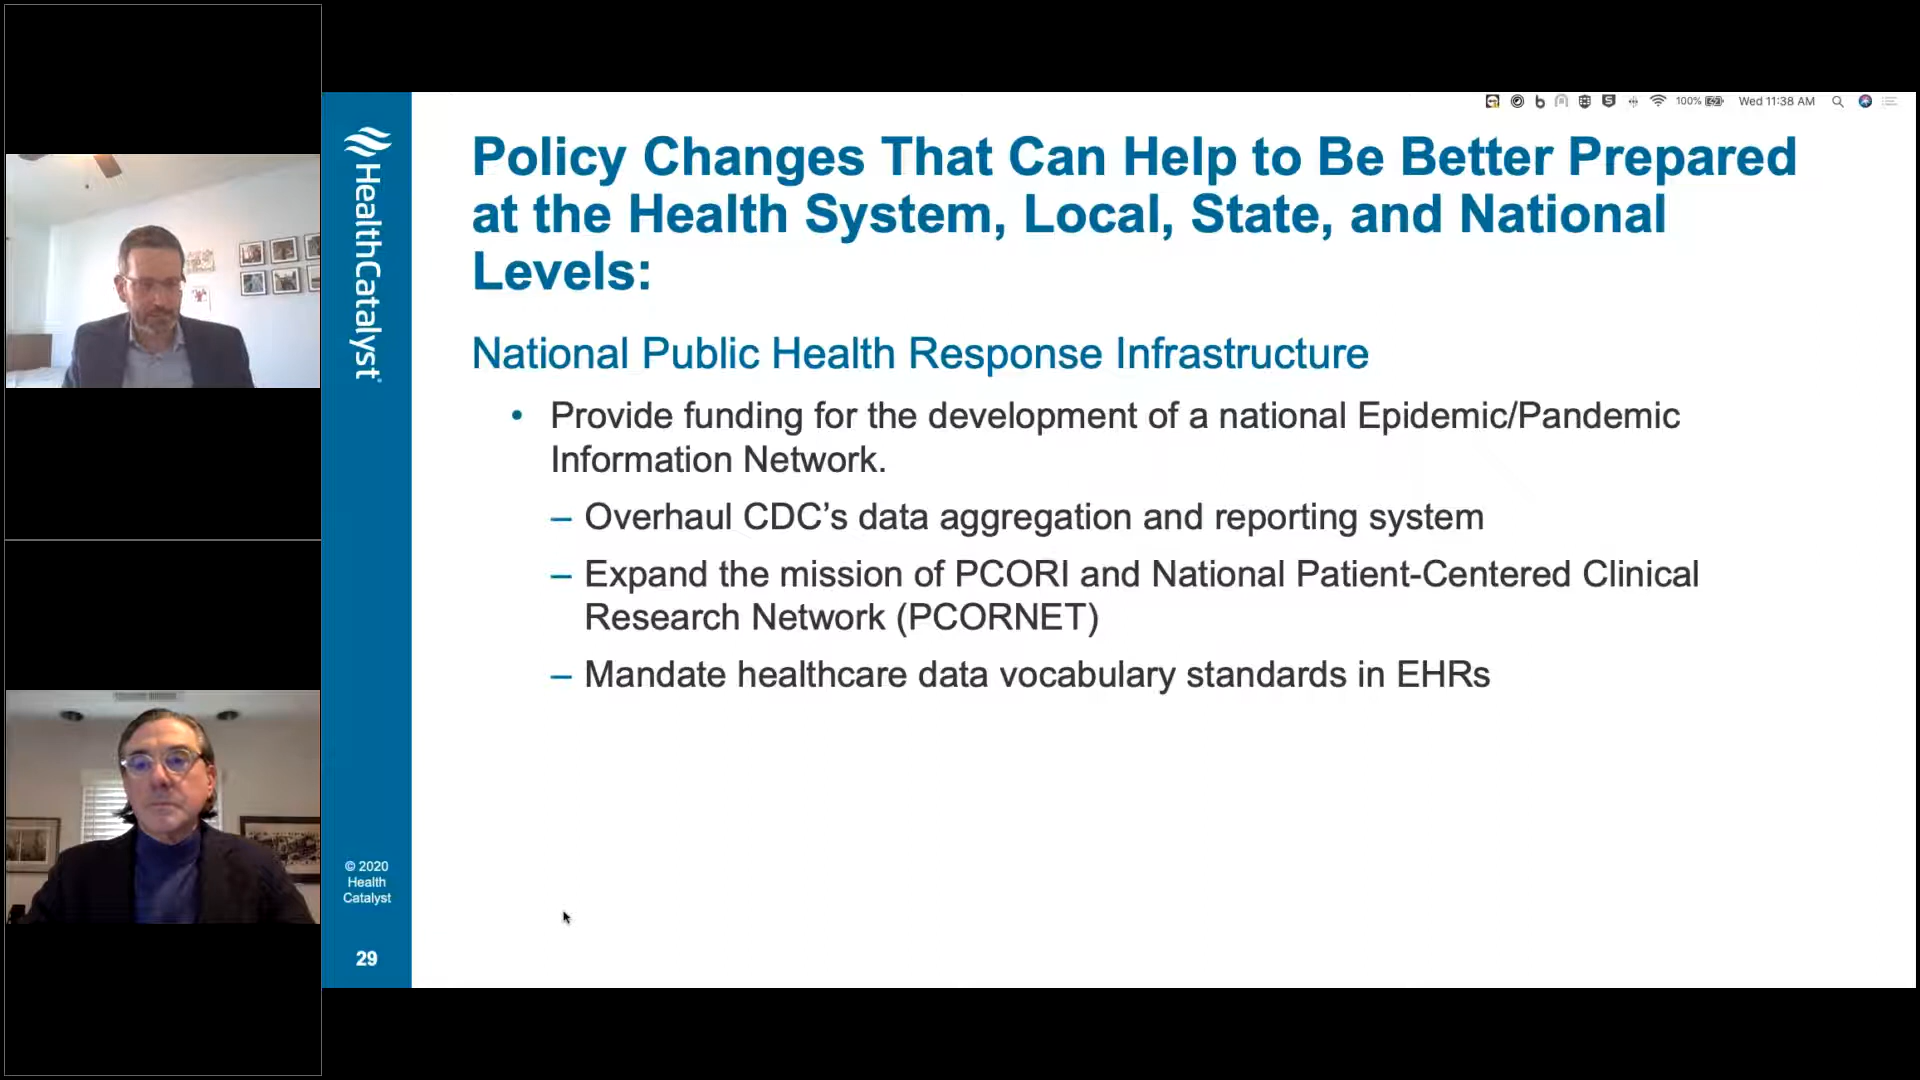 100% Wed 11:38 AM
HealthCatalyst
Policy Changes That Can Help to Be Better Prepared
at the Health System, Local, State, and National
Levels:
National Public Health Response Infrastructure
• Provide funding for the development of a national Epidemic/Pandemic
Information Network.
– Overhaul CDC’s data aggregation and reporting system
– Expand the mission of PCORI and National Patient-Centered Clinical
Research Network (PCORNET)
– Mandate healthcare data vocabulary standards in EHRs
© 2020
Health
Catalyst
29